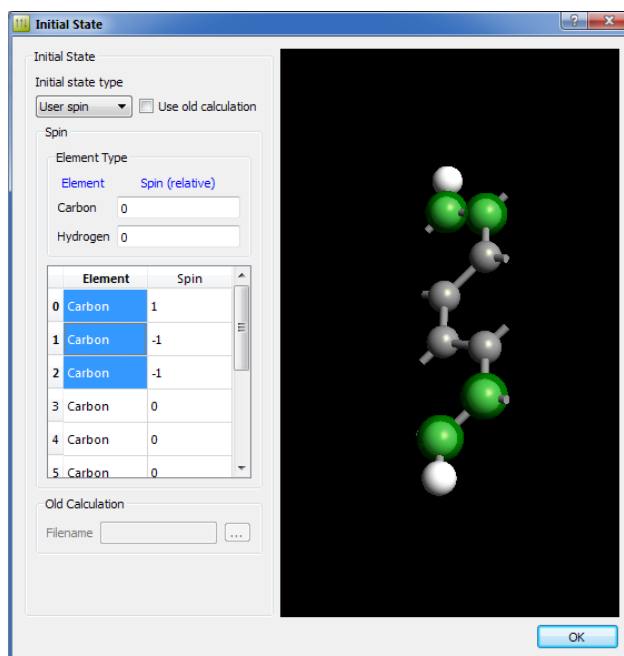 Initial State
Initial State
Initial state type
User spin Use old calculation
Spin
Element Type
Element Spin (relative)
Carbon 0
Hydrogen 0
Element Spin
0 Carbon 1
1 Carbon -1
2 Carbon -1
3 Carbon 0
4 Carbon 0
5 Carbon 0
Old Calculation
Filename ...
OK